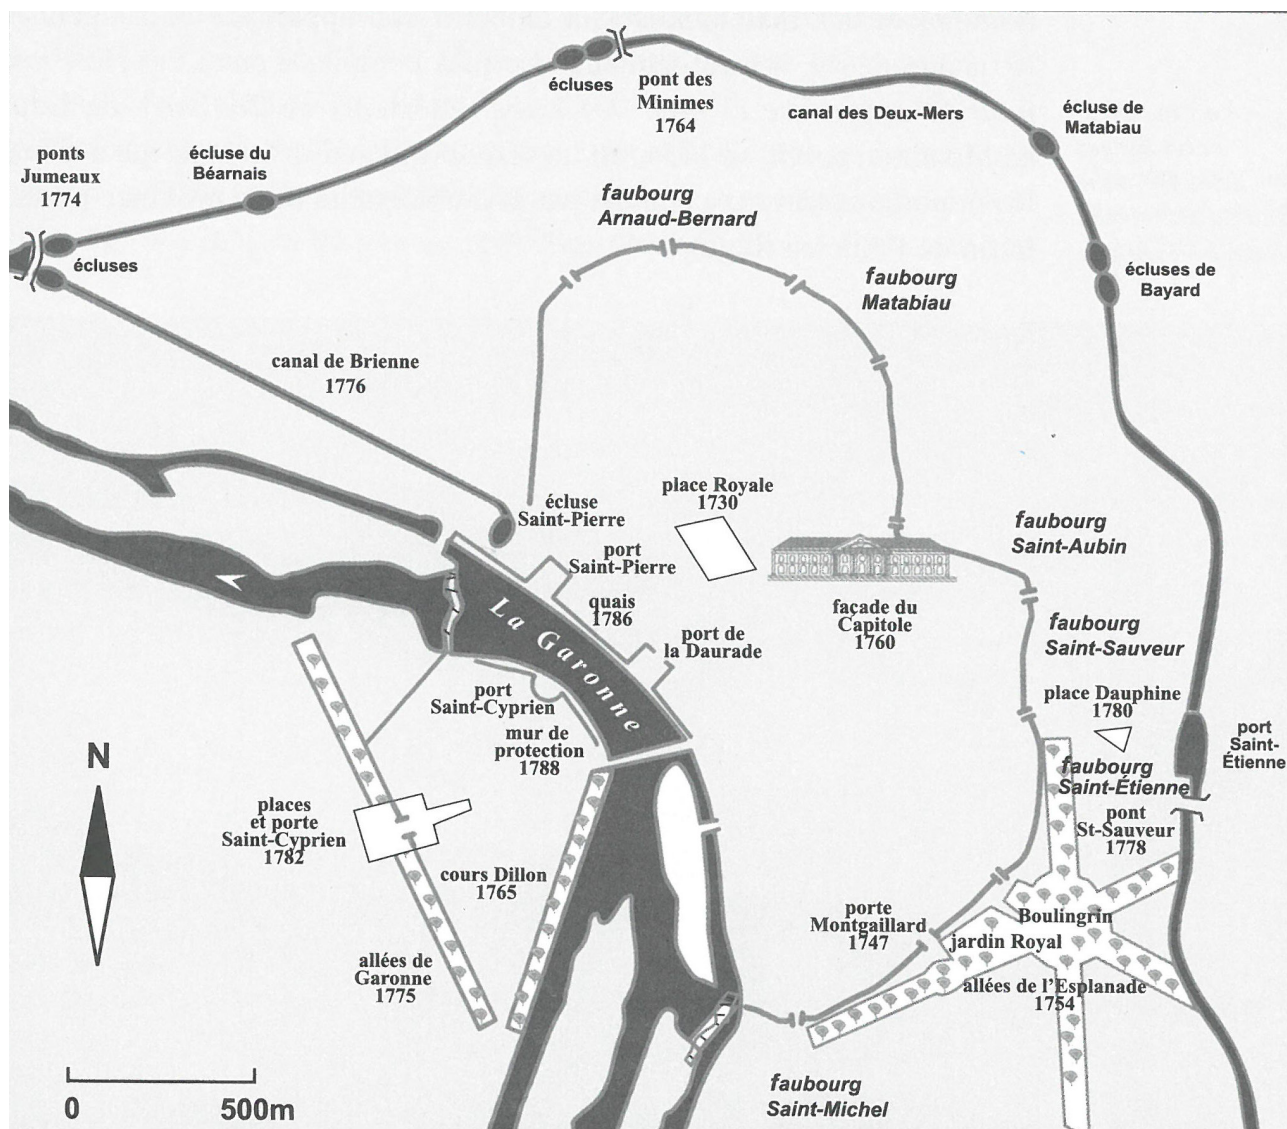 écluses
pont des
Minimes
1764
canal des Deux-Mers
écluse de
Matabiau
ponts
Jumeaux
1774
écluse du
Béarnais
faubourg
Arnaud-Bernard
écluses
faubourg
Matabiau
écluses de
Bayard
canal de Brienne
1776
écluse
Saint-Pierre
place Royale
1730
faubourg
Saint-Aubin
port
Saint-Pierre
quais
1786
La Garonne
façade du
Capitole
1760
faubourg
Saint-Sauveur
port de
la Daurade
place Dauphine
1780
port
Saint-Cyprien
mur de
protection
1788
port
Saint-
Étienne
faubourg
Saint-Étienne
N
places
et porte
Saint-Cyprien
1782
pont
St-Sauveur
1778
cours Dillon
1765
porte
Montgaillard
1747
Boulingrin
jardin Royal
allées de
Garonne
1775
allées de l'Esplanade
1754
faubourg
Saint-Michel
0 500m